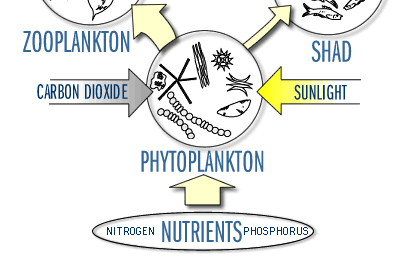 ZOOPLANKTON
SHAD
CARBON DIOXIDE
SUNLIGHT
PHYTOPLANKTON
NITROGEN NUTRIENTS PHOSPHORUS